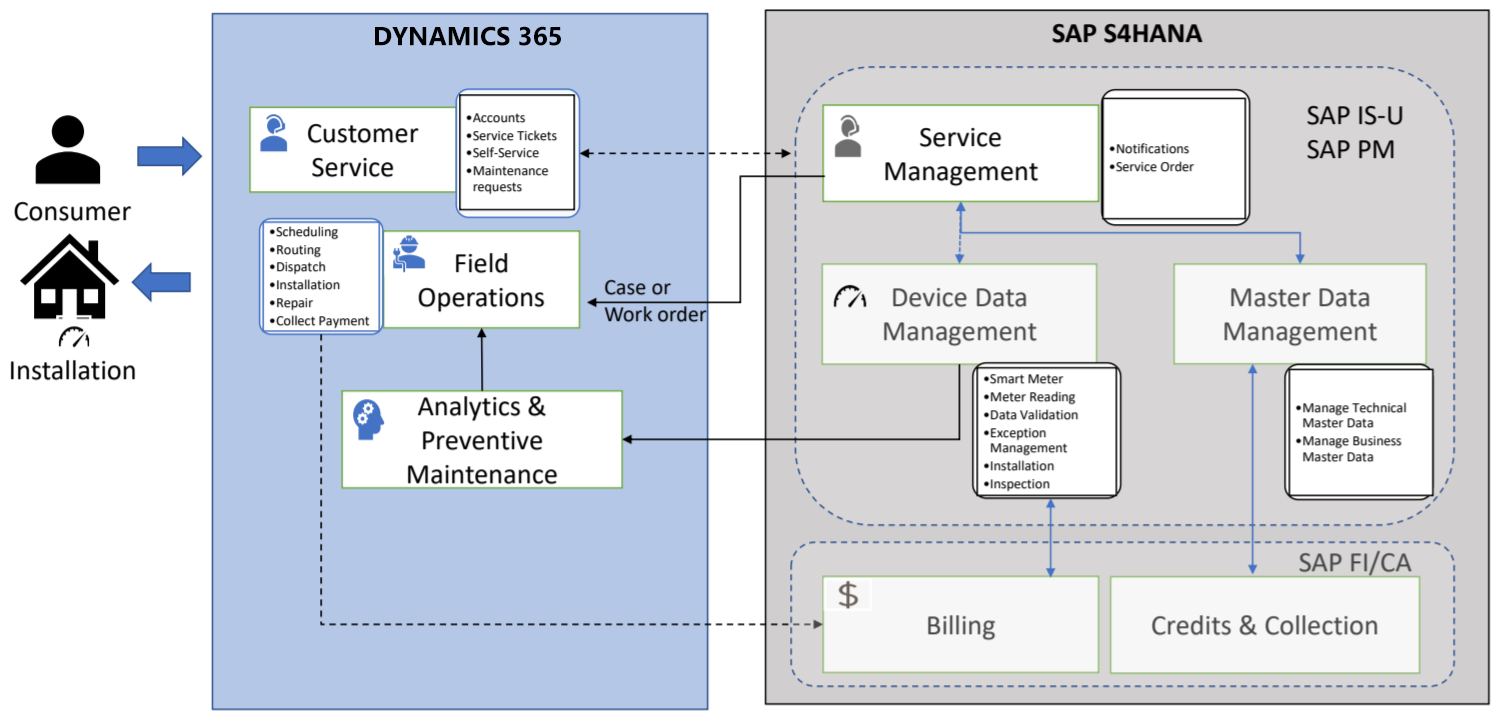 DYNAMICS 365
Consumer
Installation
Customer
Service
•Accounts
•Service Tickets
•Self-Service
•Maintenance
requests
•Scheduling
•Routing
•Dispatch
•Installation
•Repair
•Collect Payment
Field
Operations
Case or
Work order
Analytics &
Preventive
Maintenance
SAP S4HANA
SAP IS-U
SAP PM
Service
Management
•Notifications
•Service Order
Device Data
Management
•Smart Meter
•Meter Reading
•Data Validation
•Exception
Management
•Installation
•Inspection
Master Data
Management
•Manage Technical
Master Data
•Manage Business
Master Data
SAP FI/CA
$
Billing
Credits & Collection